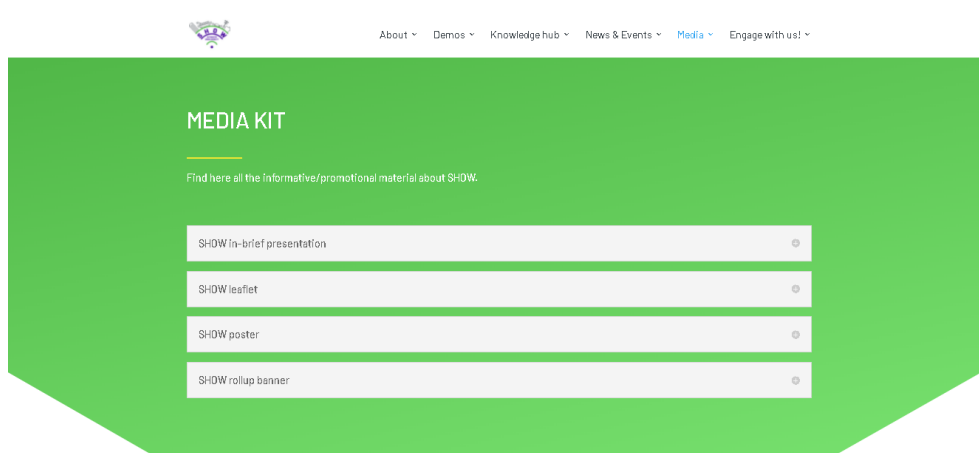 SHOW
About Demos Knowledge hub News & Events Media Engage with us!
MEDIA KIT
Find here all the informative/promotional material about SHOW.
SHOW in-brief presentation
SHOW leaflet
SHOW poster
SHOW rollup banner